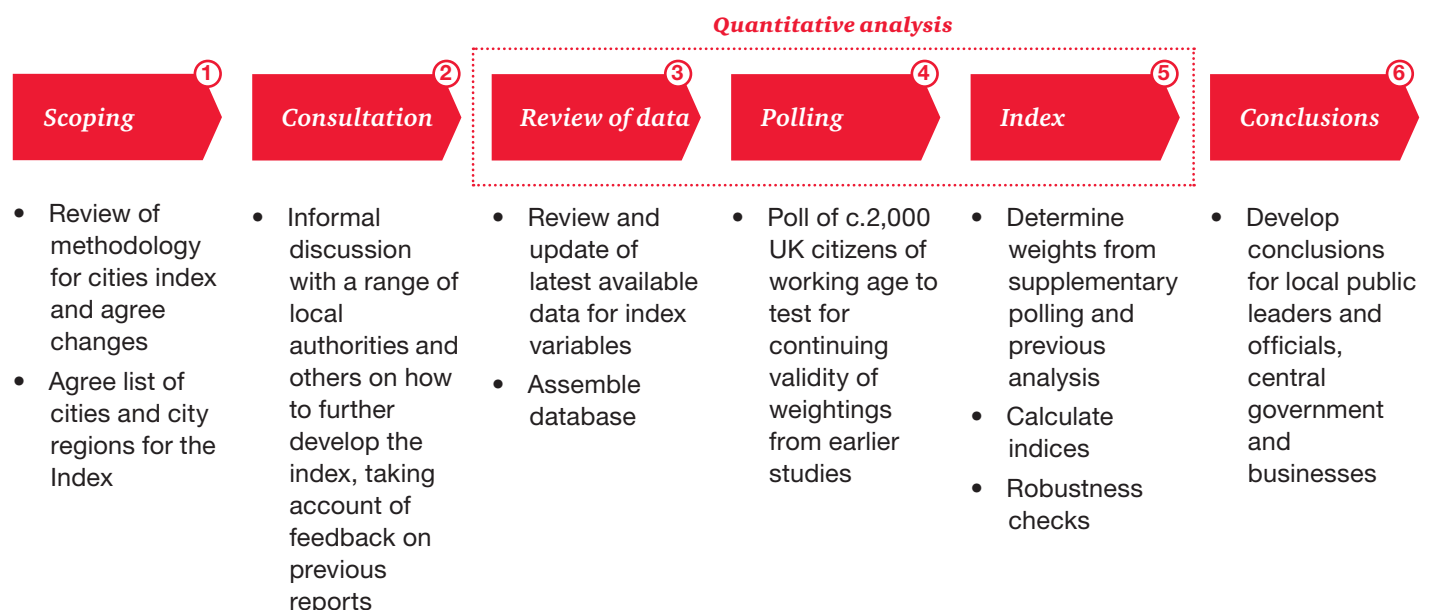 Quantitative analysis
1
Scoping
2
Consultation
3
Review of data
4
Polling
5
Index
6
Conclusions
• Review of
methodology
for cities index
and agree
changes
• Agree list of
cities and city
regions for the
Index
• Informal
discussion
with a range of
local
authorities and
others on how
to further
develop the
index, taking
account of
feedback on
previous
reports
• Review and
update of
latest available
data for index
variables
• Assemble
database
• Poll of c.2,000
UK citizens of
working age to
test for
continuing
validity of
weightings
from earlier
studies
• Determine
weights from
supplementary
polling and
previous
analysis
• Calculate
indices
• Robustness
checks
• Develop
conclusions
for local public
leaders and
officials,
central
government
and
businesses